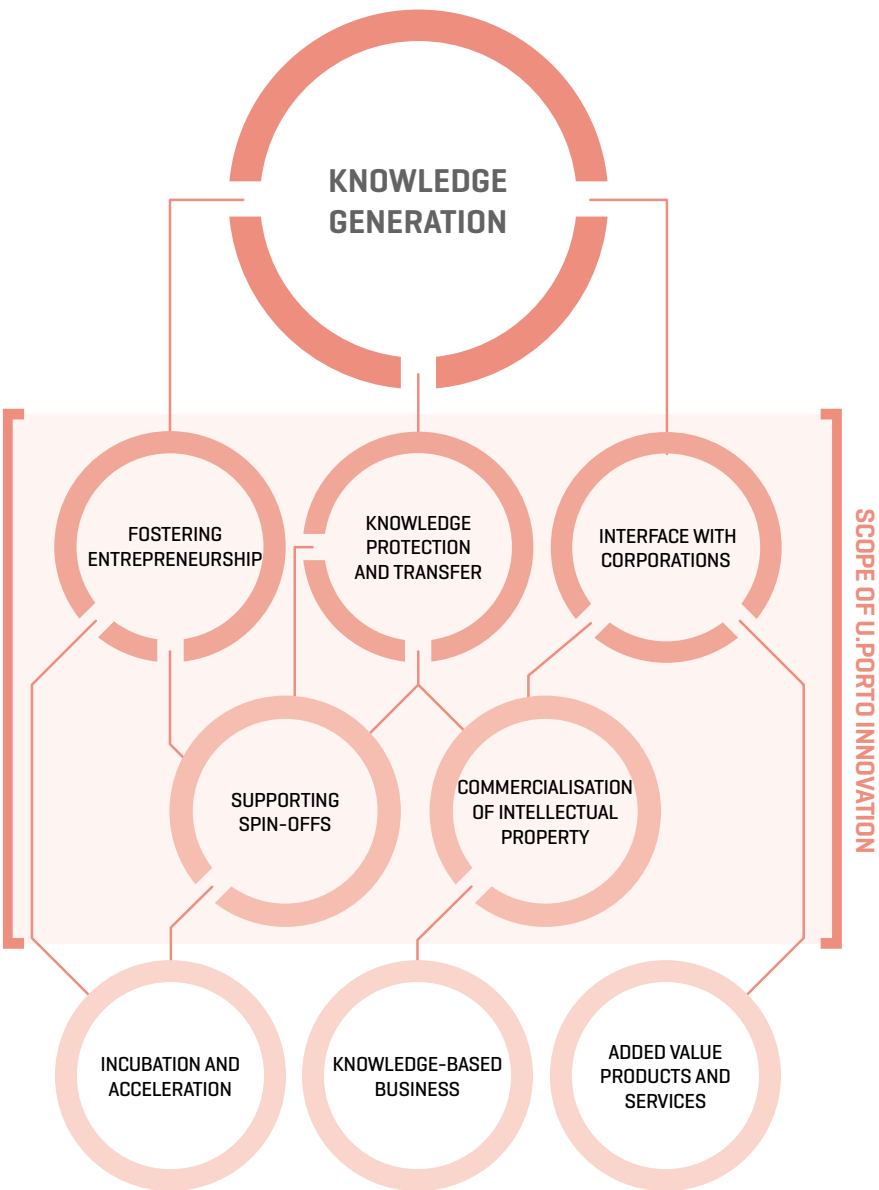 KNOWLEDGE
GENERATION
FOSTERING
ENTREPRENEURSHIP
KNOWLEDGE
PROTECTION
AND TRANSFER
INTERFACE WITH
CORPORATIONS
SUPPORTING
SPIN-OFFS
COMMERCIALISATION
OF INTELLECTUAL
PROPERTY
SCOPE OF U.PORTO INNOVATION
INCUBATION AND
ACCELERATION
KNOWLEDGE-BASED
BUSINESS
ADDED VALUE
PRODUCTS AND
SERVICES